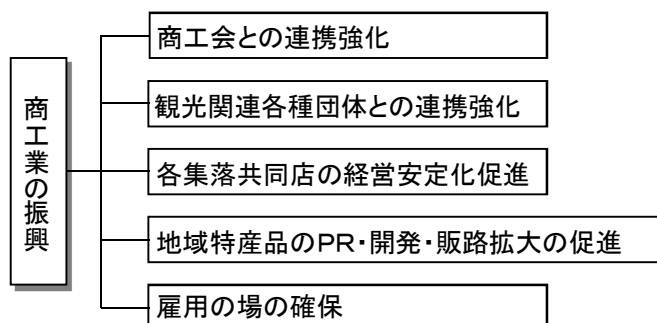 商工業の振興
商工会との連携強化
観光関連各種団体との連携強化
各集落共同店の経営安定化促進
地域特産品のPR・開発・販路拡大の促進
雇用の場の確保